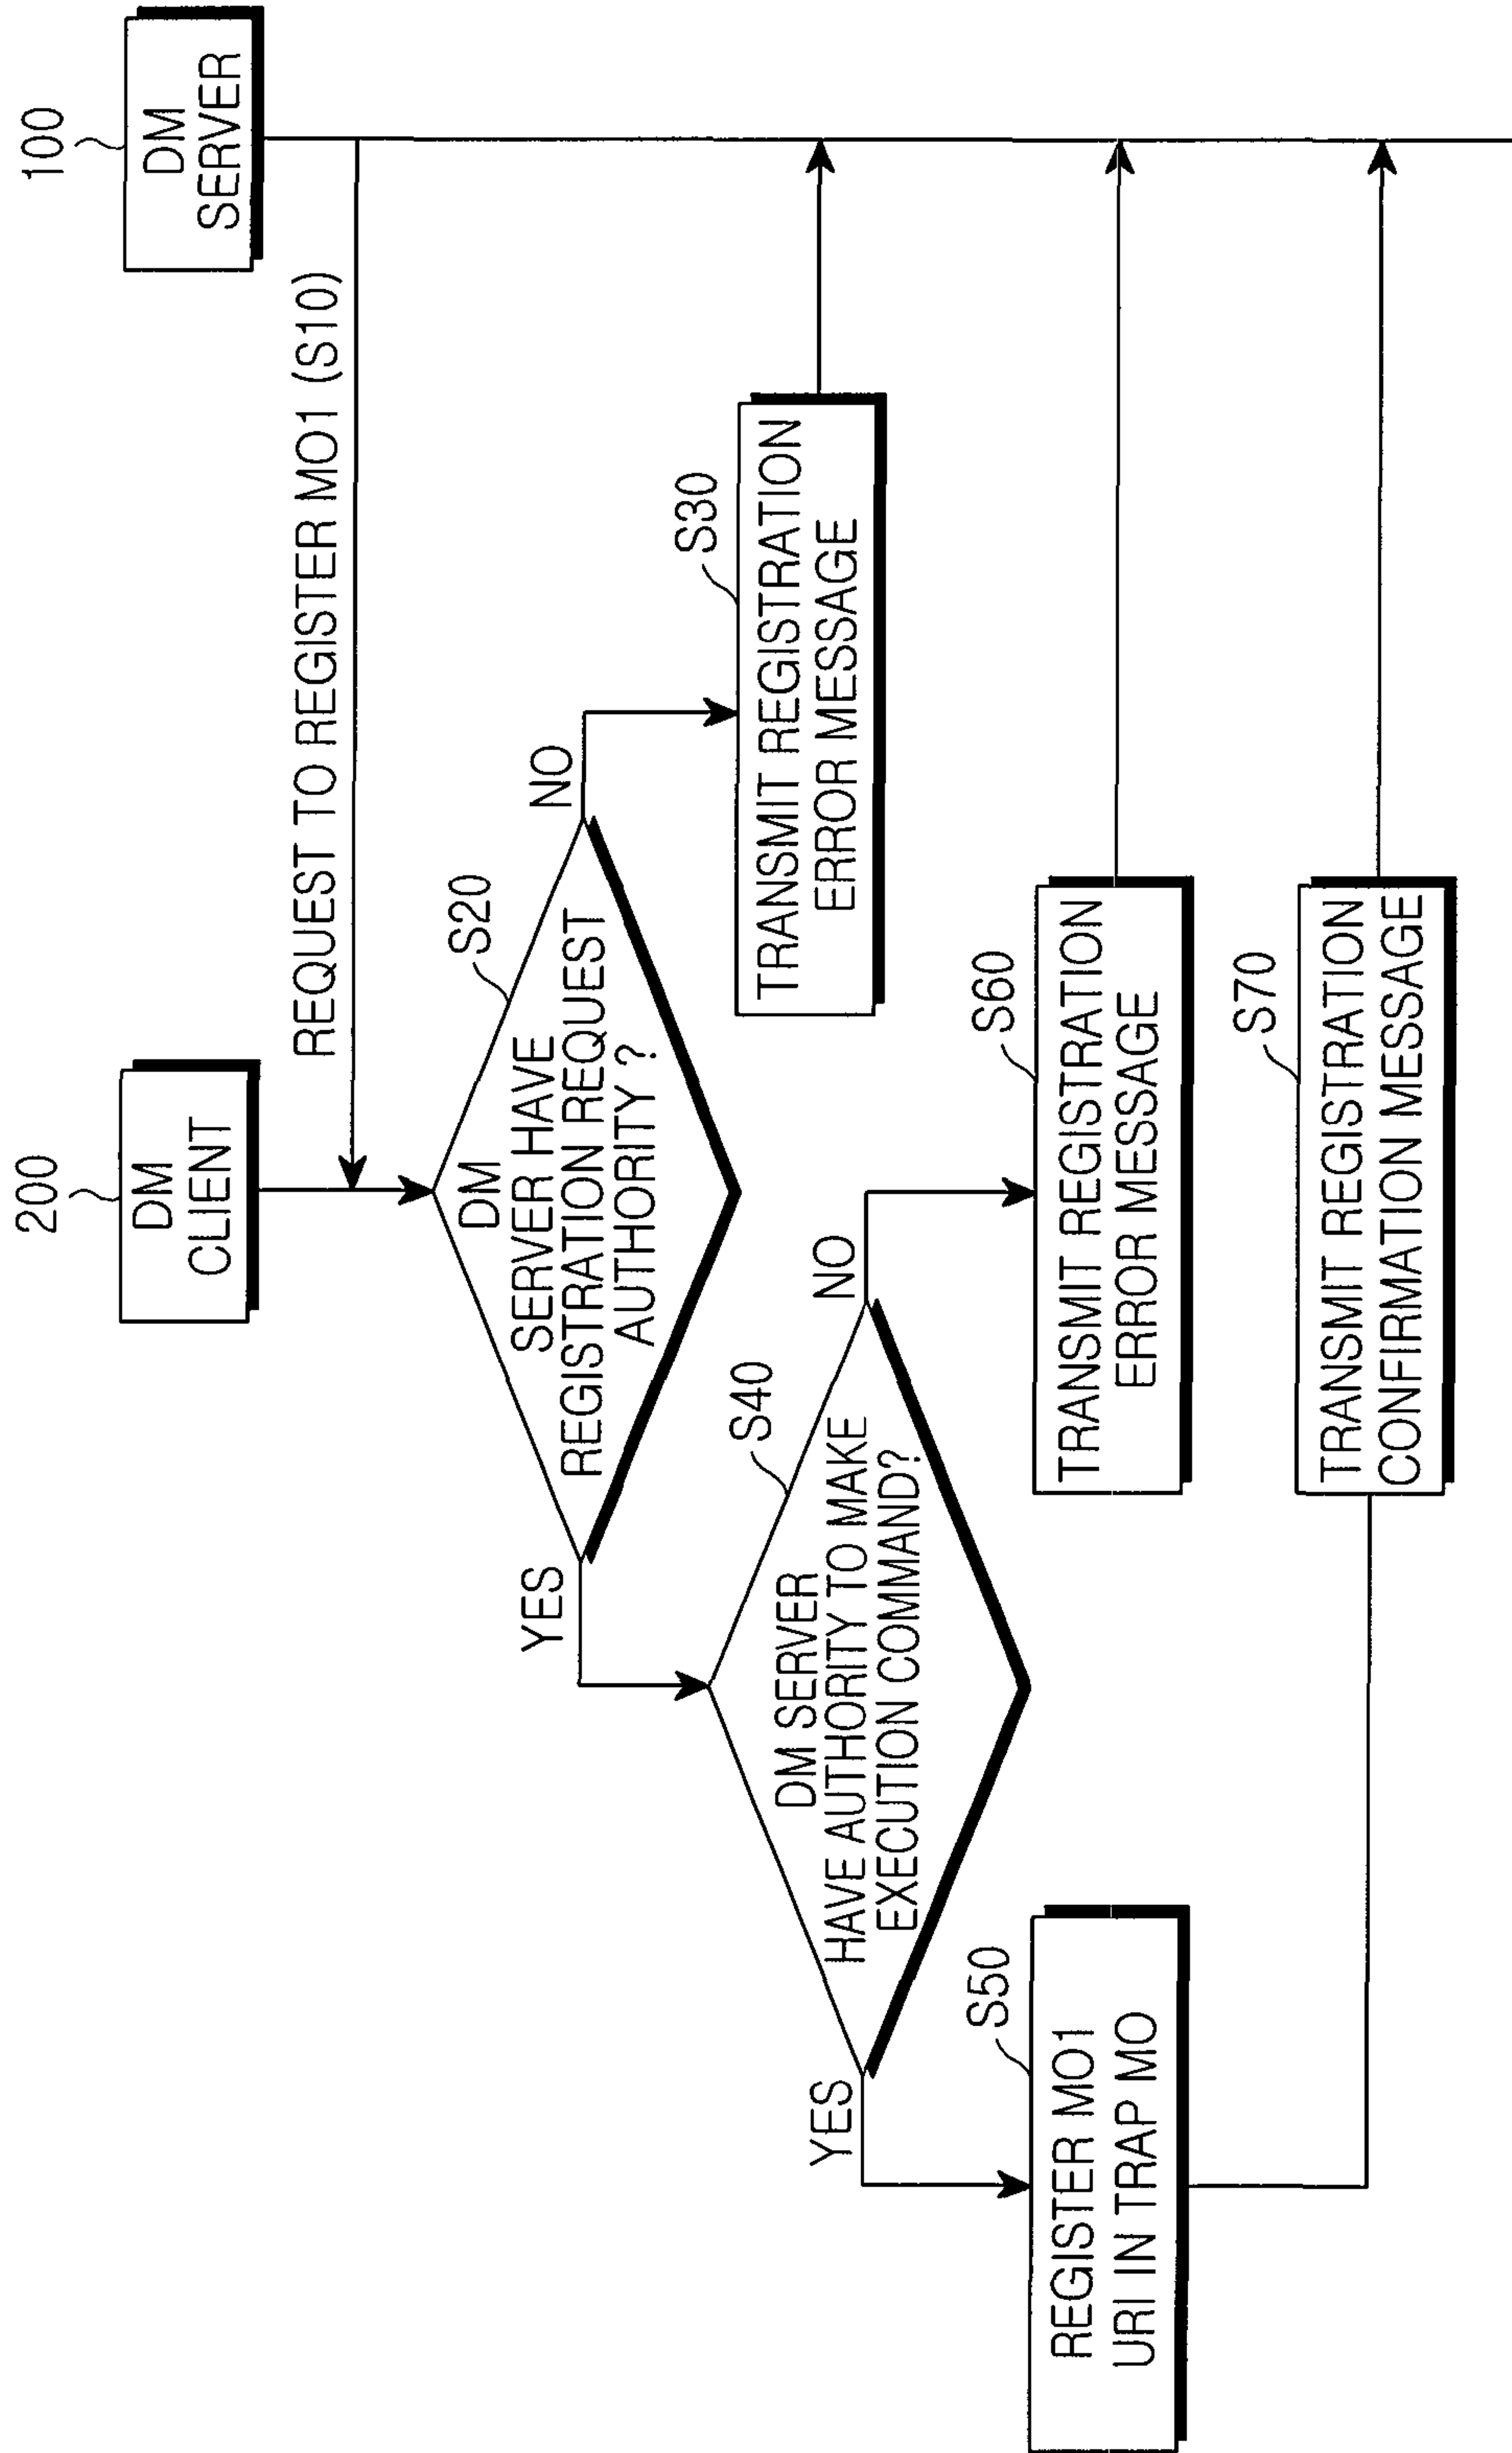 200
DM
CLIENT
100
DM
SERVER
REQUEST TO REGISTER MO1 (S10)
S20
DM
SERVER HAVE
REGISTRATION REQUEST
AUTHORITY ?
YES
NO
S30
TRANSMIT REGISTRATION
ERROR MESSAGE
S40
DM SERVER
HAVE AUTHORITY TO MAKE
EXECUTION COMMAND?
YES
NO
S50
REGISTER MO1
URI IN TRAP MO
S60
TRANSMIT REGISTRATION
ERROR MESSAGE
S70
TRANSMIT REGISTRATION
CONFIRMATION MESSAGE